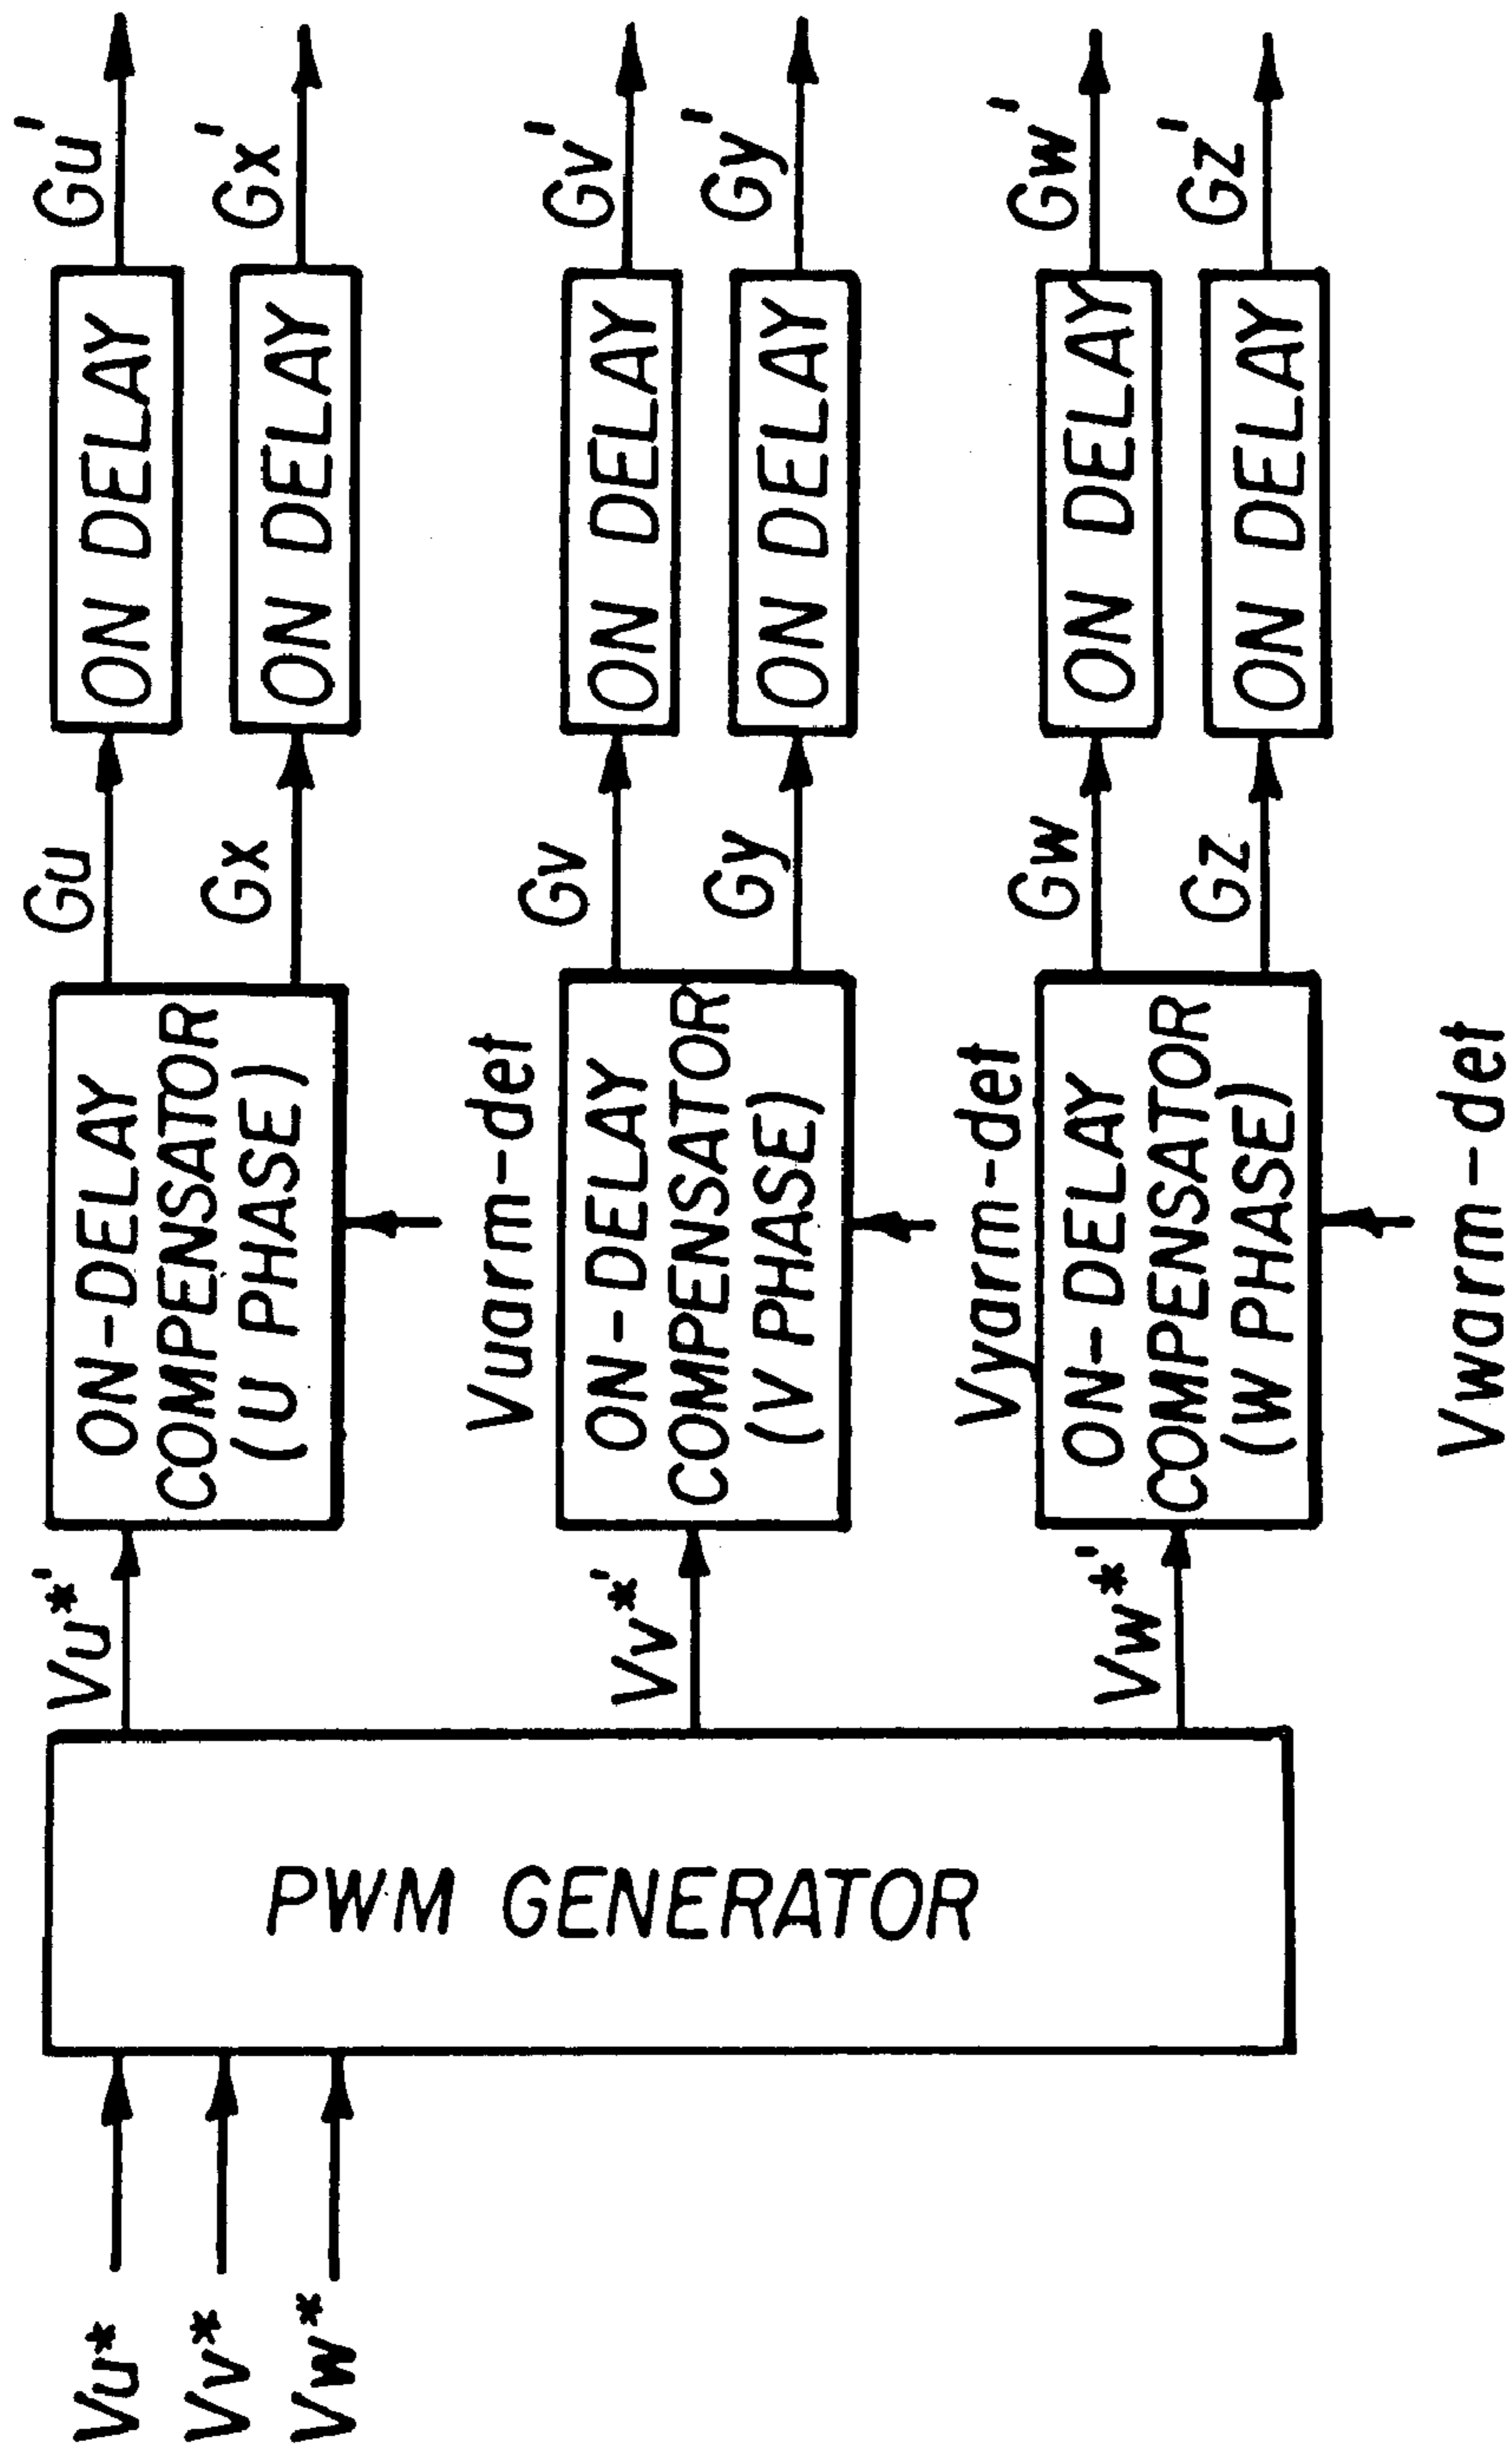 Vu*
Vv*
Vw*
PWM GENERATOR
Vu*'
Vv*'
Vw*'
ON-DELAY
COMPENSATOR
(U PHASE)
Vuarm-det
ON-DELAY
COMPENSATOR
(V PHASE)
Vyarm-det
ON-DELAY
COMPENSATOR
(W PHASE)
Vwarm-det
Gu
Gx
Gv
Gy
Gw
Gz
ON DELAY
ON DELAY
ON DELAY
ON DELAY
ON DELAY
ON DELAY
Gu'
Gx'
Gv'
Gy'
Gw'
Gz'